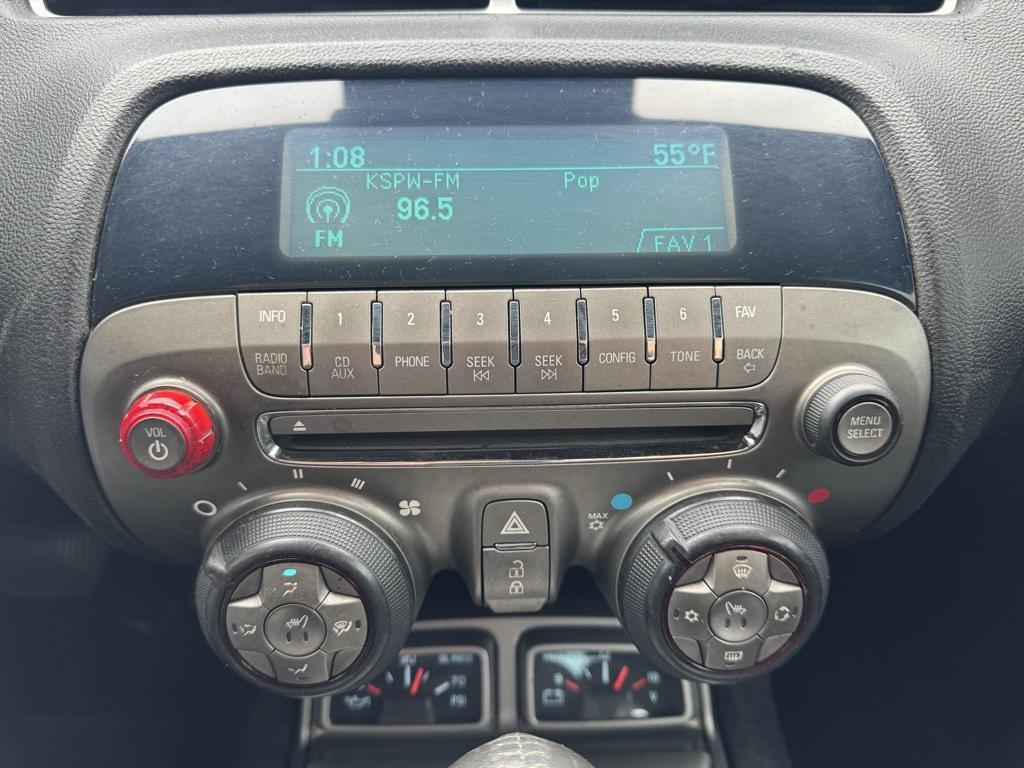 1:08 55°F
KSPW-FM Pop
96.5
FM FAV 1
INFO 1 2 3 4 5 6 FAV
RADIO BAND CD AUX PHONE SEEK SEEK CONFIG TONE BACK
VOL
MENU SELECT
MAX
V